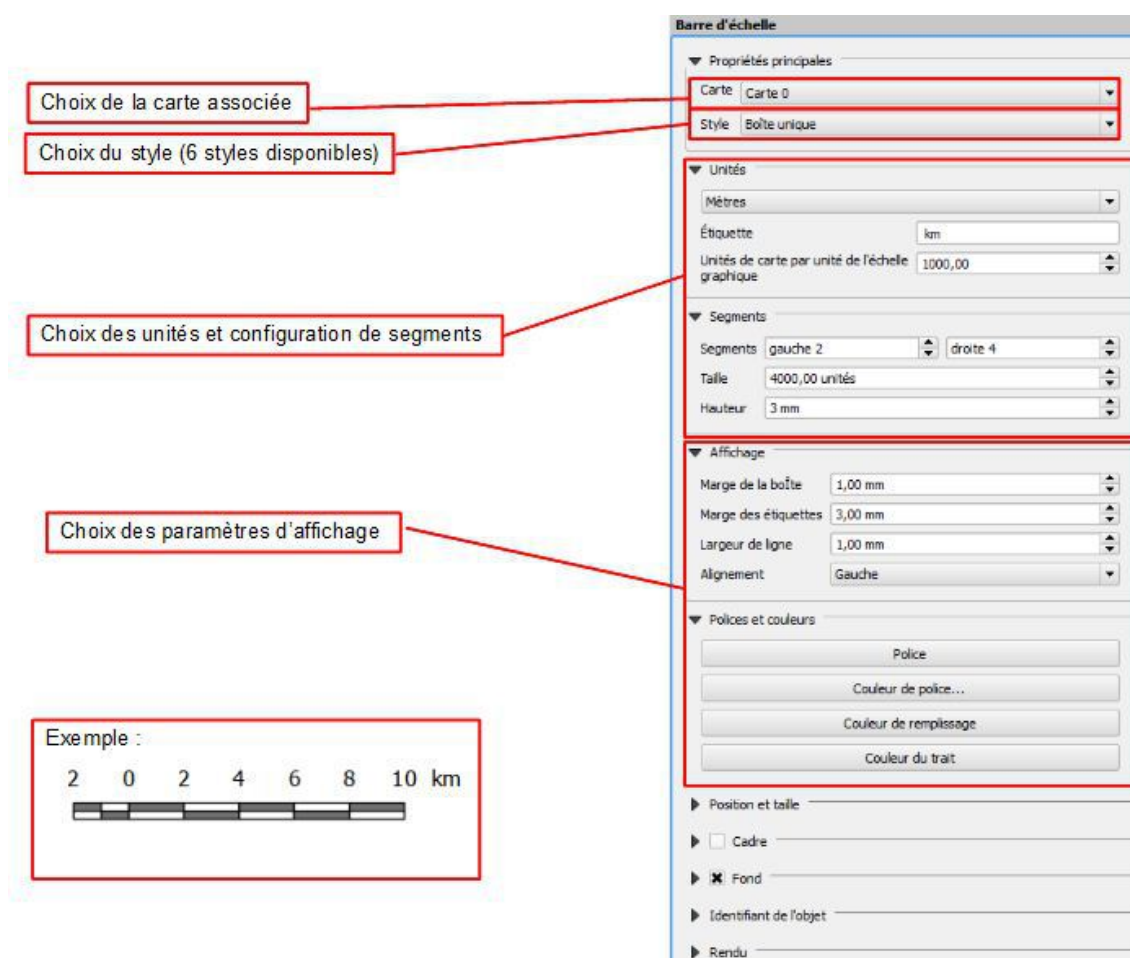 Barre d'échelle
Propriétés principales
Choix de la carte associée
Carte Carte 0
Choix du style (6 styles disponibles)
Style Boîte unique
Unités
Mètres
Étiquette km
Unités de carte par unité de l'échelle graphique 1000,00
Choix des unités et configuration de segments
Segments
Segments gauche 2 droite 4
Taille 4000,00 unités
Hauteur 3 mm
Affichage
Marge de la boîte 1,00 mm
Marge des étiquettes 3,00 mm
Choix des paramètres d'affichage
Largeur de ligne 1,00 mm
Alignement Gauche
Polices et couleurs
Police
Couleur de police...
Couleur de remplissage
Couleur du trait
Exemple :
2 0 2 4 6 8 10 km
Position et taille
Cadre
Fond
Identifiant de l'objet
Rendu